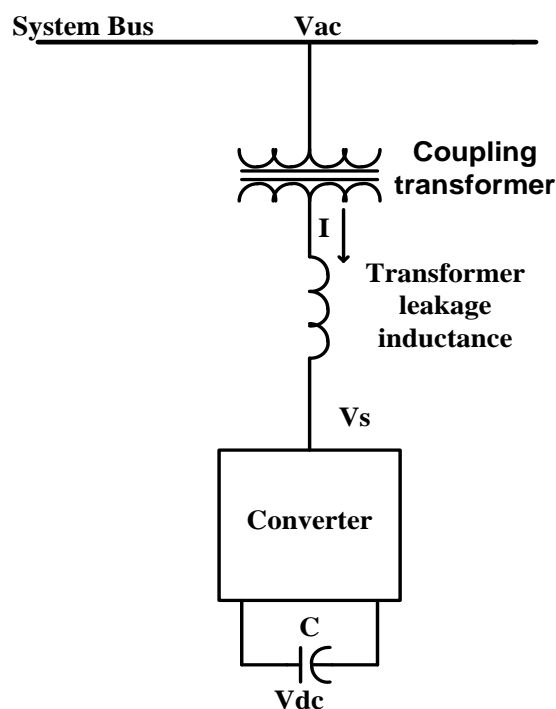 System Bus Vac
Coupling
transformer
I
Transformer
leakage
inductance
Vs
Converter
C
Vdc